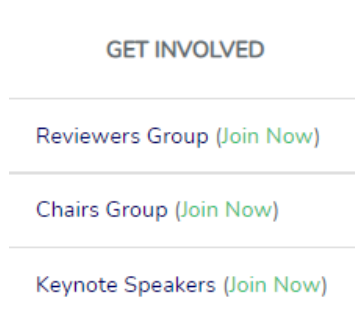 GET INVOLVED
Reviewers Group (Join Now)
Chairs Group (Join Now)
Keynote Speakers (Join Now)